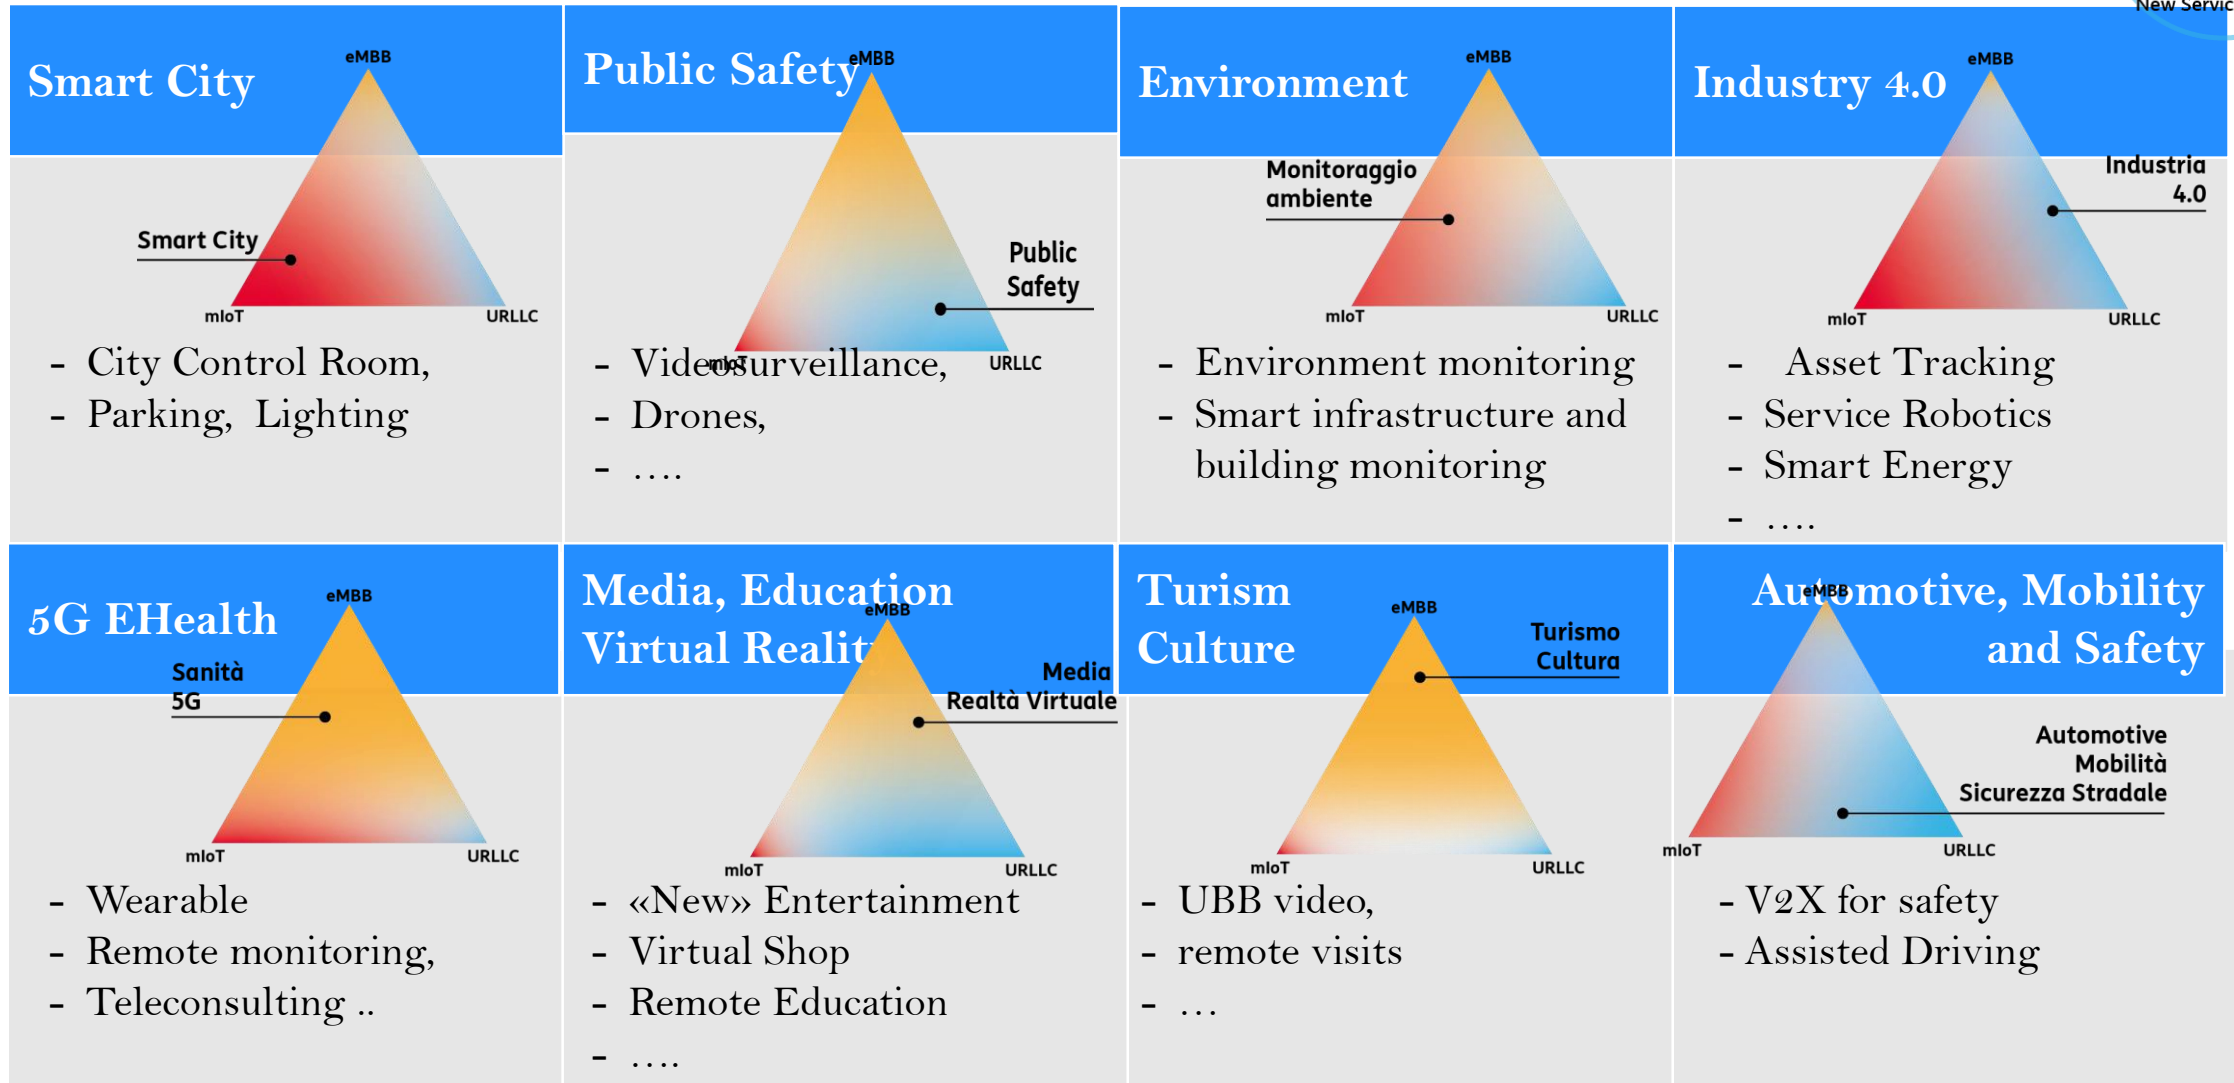 New Servic
Smart City
eMBB
Smart City
mIoT
URLLC
- City Control Room,
- Parking, Lighting
Public Safety
eMBB
Public
Safety
mIoT
URLLC
- Videosurveillance,
- Drones,
- ....
Environment
eMBB
Monitoraggio
ambiente
mIoT
URLLC
- Environment monitoring
- Smart infrastructure and
building monitoring
Industry 4.0
eMBB
Industria
4.0
mIoT
URLLC
- Asset Tracking
- Service Robotics
- Smart Energy
- ....
5G EHealth
eMBB
Sanità
5G
mIoT
URLLC
- Wearable
- Remote monitoring,
- Teleconsulting ..
Media, Education
Virtual Reality
eMBB
Media
Realtà Virtuale
mIoT
URLLC
- «New» Entertainment
- Virtual Shop
- Remote Education
- ....
Turism
Culture
eMBB
Turismo
Cultura
mIoT
URLLC
- UBB video,
- remote visits
- ...
Automotive, Mobility
and Safety
eMBB
Automotive
Mobilità
Sicurezza Stradale
mIoT
URLLC
- V2X for safety
- Assisted Driving